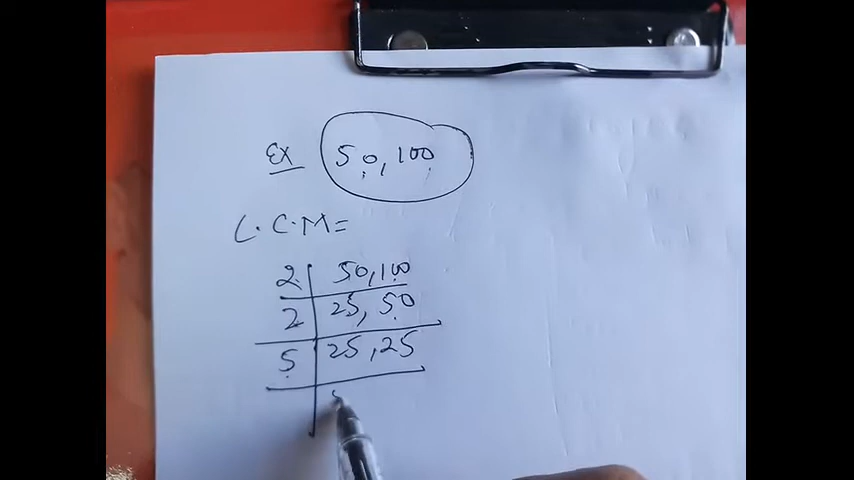 Ex 50, 100
L.C.M=
2 | 50, 100
2 | 25, 50
5 | 25, 25